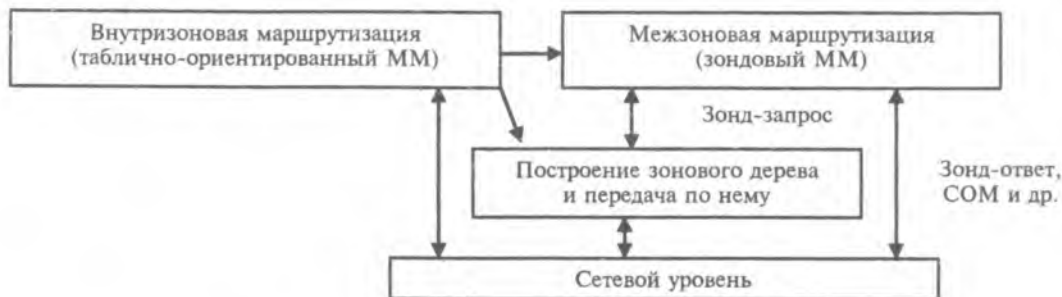 Внутризоновая маршрутизация
(таблично-ориентированный ММ)
Межзоновая маршрутизация
(зондовый ММ)
Зонд-запрос
Построение зонового дерева
и передача по нему
Зонд-ответ,
СОМ и др.
Сетевой уровень